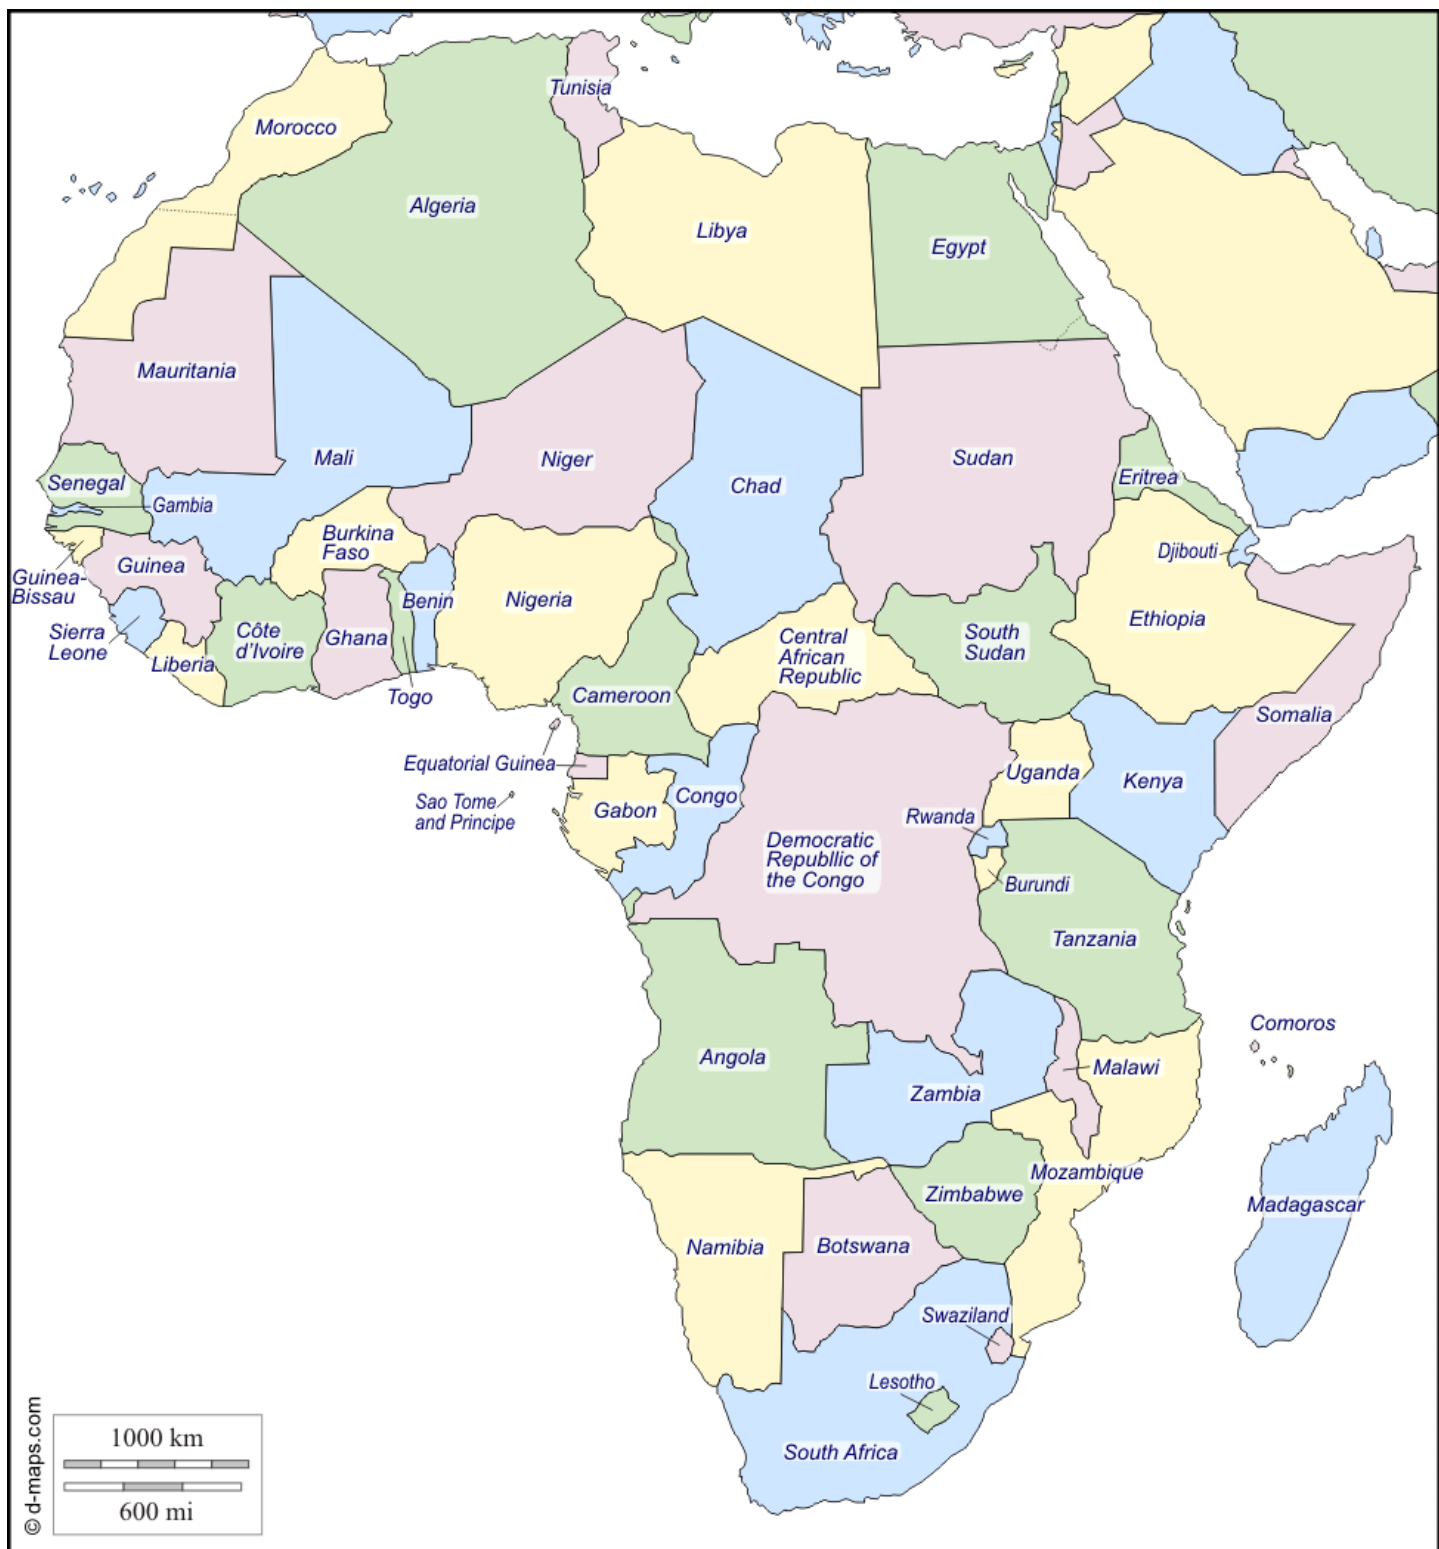 Tunisia
Morocco
Algeria
Libya
Egypt
Mauritania
Mali
Niger
Chad
Sudan
Eritrea
Senegal
Gambia
Burkina
Faso
Djibouti
Guinea
Guinea-
Bissau
Benin
Nigeria
Ethiopia
Sierra
Leone
Côte
d'Ivoire
Ghana
Central
African
Republic
South
Sudan
Liberia
Togo
Cameroon
Somalia
Equatorial Guinea
Uganda
Kenya
Sao Tome
and Principe
Gabon
Congo
Rwanda
Democratic
Republlic of
the Congo
Burundi
Tanzania
Comoros
Angola
Malawi
Zambia
Mozambique
Zimbabwe
Madagascar
Namibia
Botswana
Swaziland
Lesotho
South Africa
© d-maps.com
1000 km
600 mi